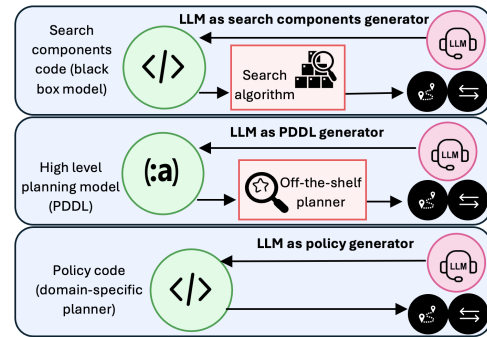 LLM as search components generator
Search
components
code (black
box model)
</>
Search
algorithm
LLM
LLM as PDDL generator
High level
planning model
(PDDL)
(:a)
Off-the-shelf
planner
LLM
LLM as policy generator
Policy code
(domain-specific
planner)
</>
LLM